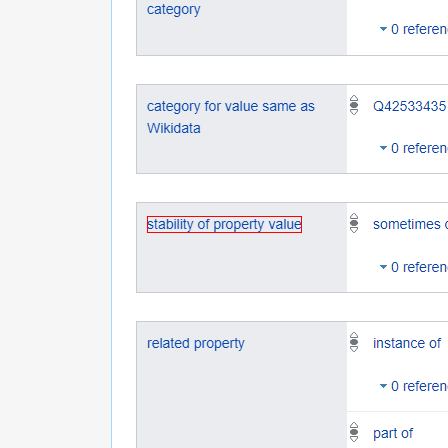 category
0 referen
category for value same as
Wikidata
Q42533435
0 referen
stability of property value
sometimes
0 referen
related property
instance of
0 referen
part of